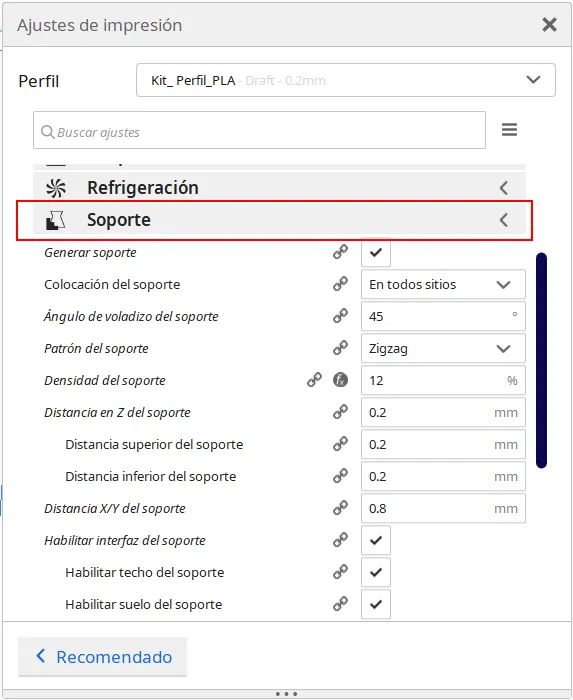 Ajustes de impresión
Perfil
Kit_ Perfil_PLA - Draft - 0.2mm
Buscar ajustes
Refrigeración
Soporte
Generar soporte
Colocación del soporte En todos sitios
Ángulo de voladizo del soporte 45 °
Patrón del soporte Zigzag
Densidad del soporte fx 12 %
Distancia en Z del soporte 0.2 mm
Distancia superior del soporte 0.2 mm
Distancia inferior del soporte 0.2 mm
Distancia X/Y del soporte 0.8 mm
Habilitar interfaz del soporte
Habilitar techo del soporte
Habilitar suelo del soporte
Recomendado